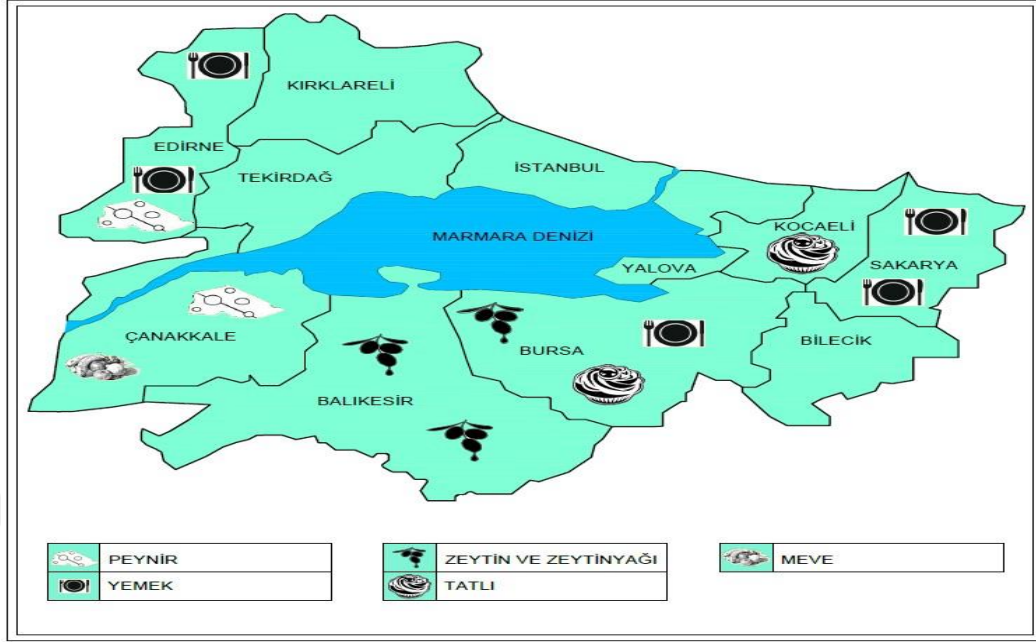 KIRKLARELİ
EDİRNE
TEKİRDAĞ
İSTANBUL
MARMARA DENİZİ
KOCAELİ
YALOVA
SAKARYA
ÇANAKKALE
BURSA
BİLECİK
BALIKESİR
PEYNİR
YEMEK
ZEYTİN VE ZEYTİNYAĞI
TATLI
MEVE